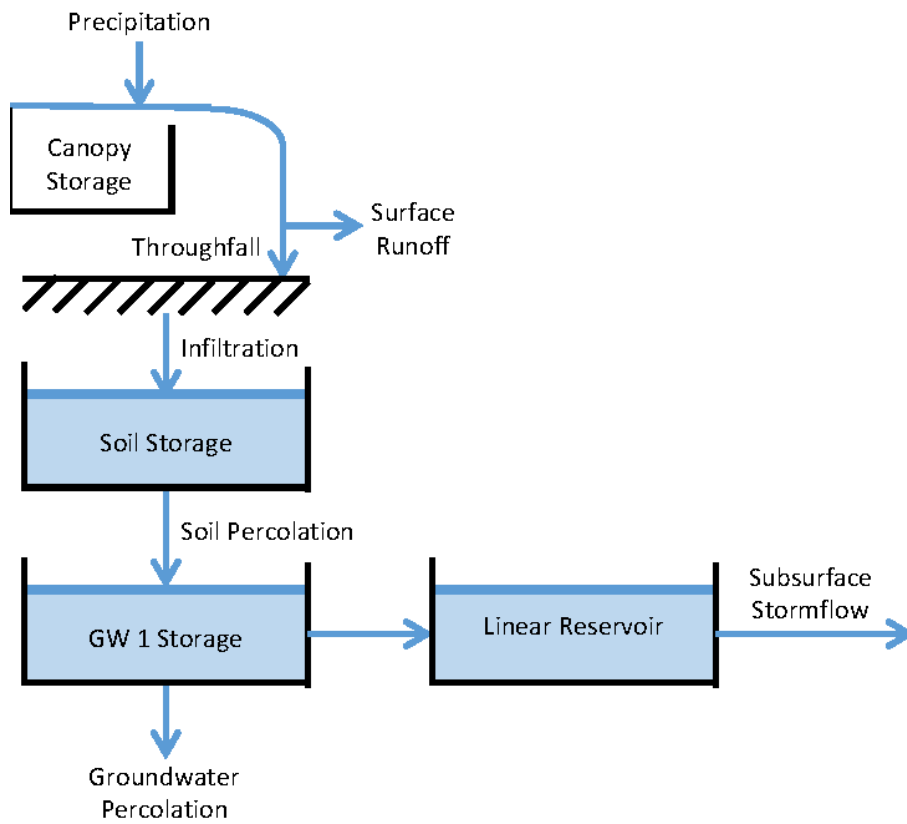 Precipitation
Canopy
Storage
Surface
Runoff
Throughfall
Infiltration
Soil Storage
Soil Percolation
GW 1 Storage
Linear Reservoir
Subsurface
Stormflow
Groundwater
Percolation